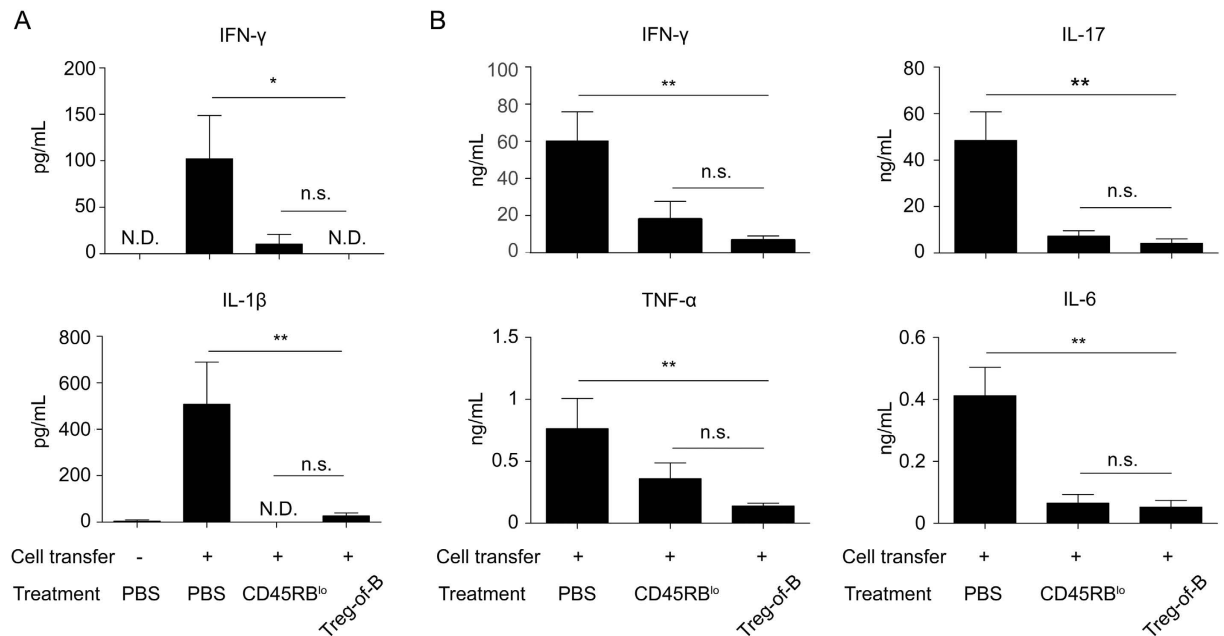 A
IFN-γ
pg/mL
200
150
100
50
0
*
n.s.
N.D.
N.D.
IL-1β
pg/mL
800
600
400
200
0
**
n.s.
N.D.
Cell transfer - + + +
Treatment PBS PBS CD45RBlo Treg-of-B
B
IFN-γ
ng/mL
100
80
60
40
20
0
**
n.s.
IL-17
ng/mL
80
60
40
20
0
**
n.s.
TNF-α
ng/mL
1.5
1
0.5
0
**
n.s.
IL-6
ng/mL
0.6
0.4
0.2
0
**
n.s.
Cell transfer + + +
Treatment PBS CD45RBlo Treg-of-B
Cell transfer + + +
Treatment PBS CD45RBlo Treg-of-B